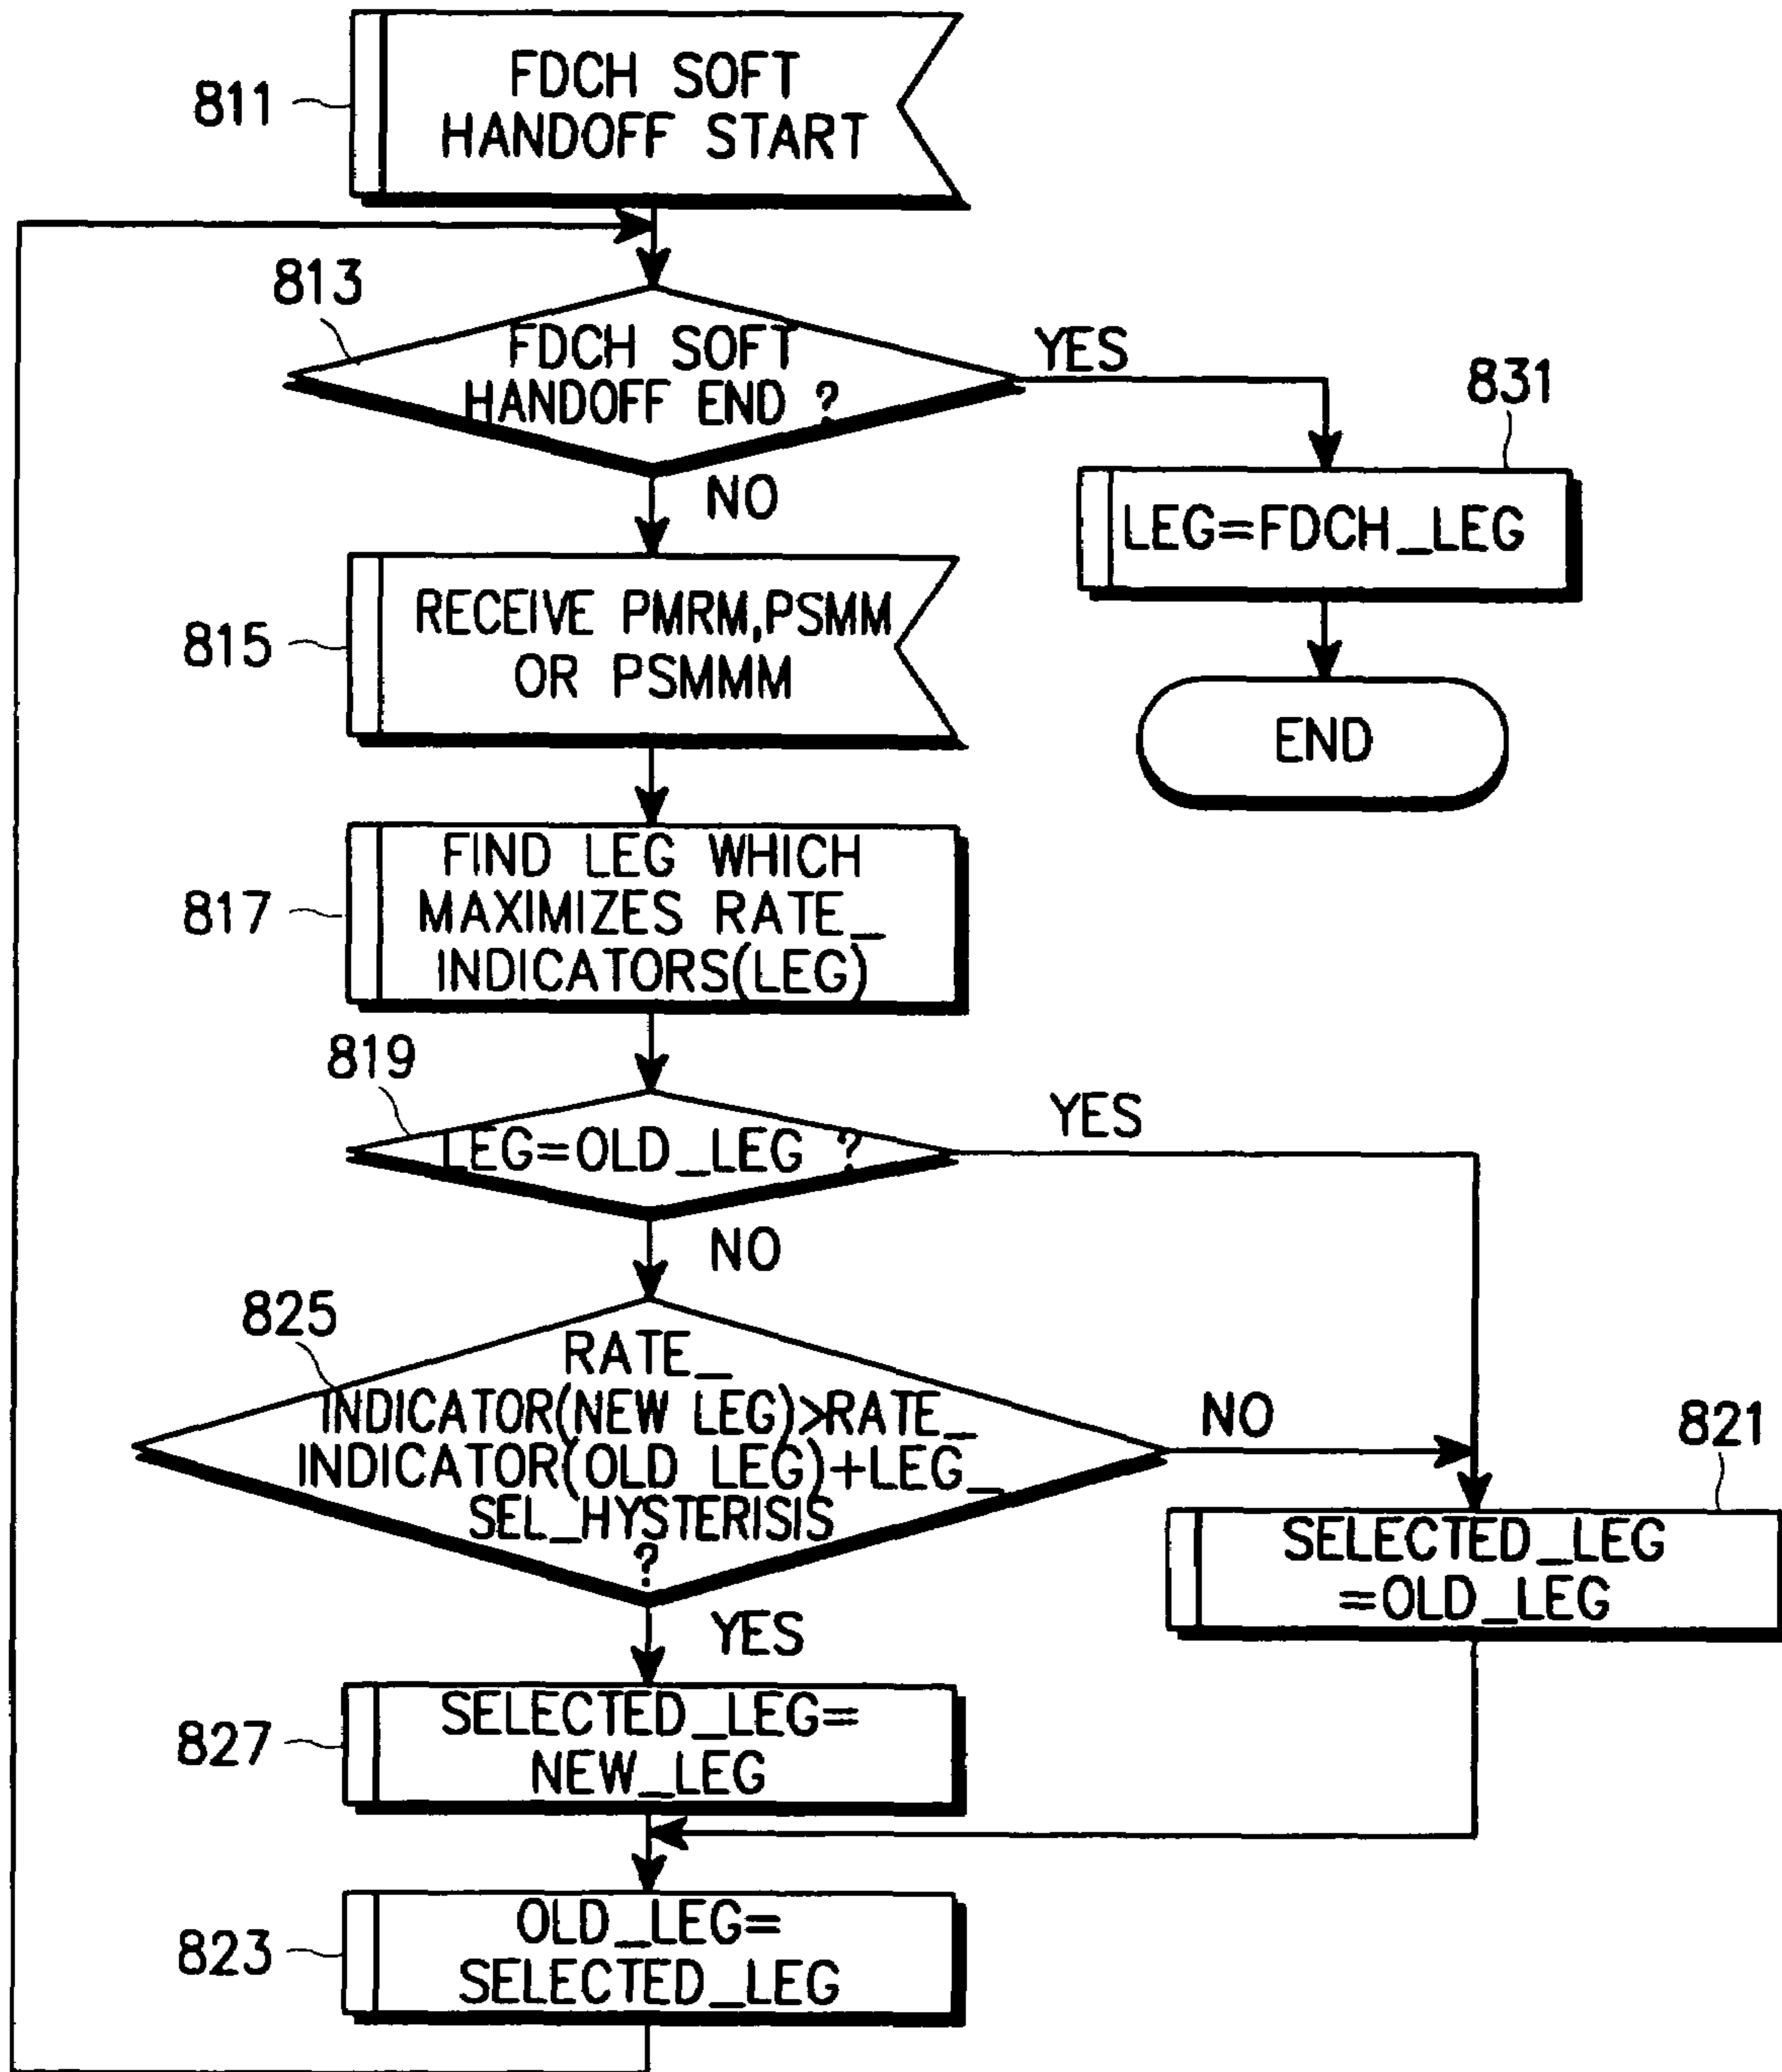 811
FDCH SOFT
HANDOFF START
813
FDCH SOFT
HANDOFF END ?
YES
NO
831
LEG=FDCH_LEG
END
815
RECEIVE PMRM,PSMM
OR PSMMM
817
FIND LEG WHICH
MAXIMIZES RATE_
INDICATORS(LEG)
819
LEG=OLD_LEG ?
YES
NO
825
RATE_
INDICATOR(NEW LEG)>RATE_
INDICATOR(OLD LEG)+LEG_
SEL_HYSTERISIS
?
NO
YES
821
SELECTED_LEG
=OLD_LEG
827
SELECTED_LEG=
NEW_LEG
823
OLD_LEG=
SELECTED_LEG